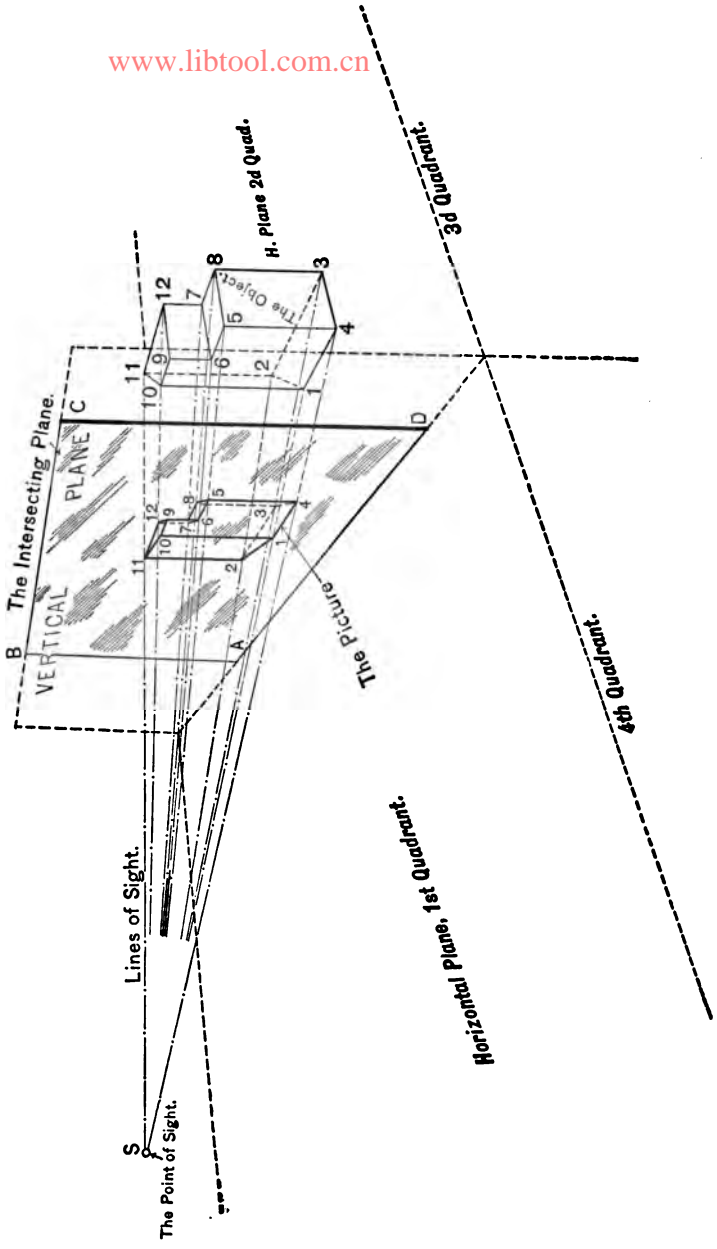 www.libtool.com.cn
The Intersecting Plane.
B
C
VERTICAL PLANE
11
12
10
9
7
8
The Object.
H. Plane 2d Quad.
5
6
2
3
4
1
12
11
10
9
8
7
5
6
2
1
3
4
D
A
The Picture
3d Quadrant.
4th Quadrant.
Lines of Sight.
S
The Point of Sight.
Horizontal Plane, 1st Quadrant.